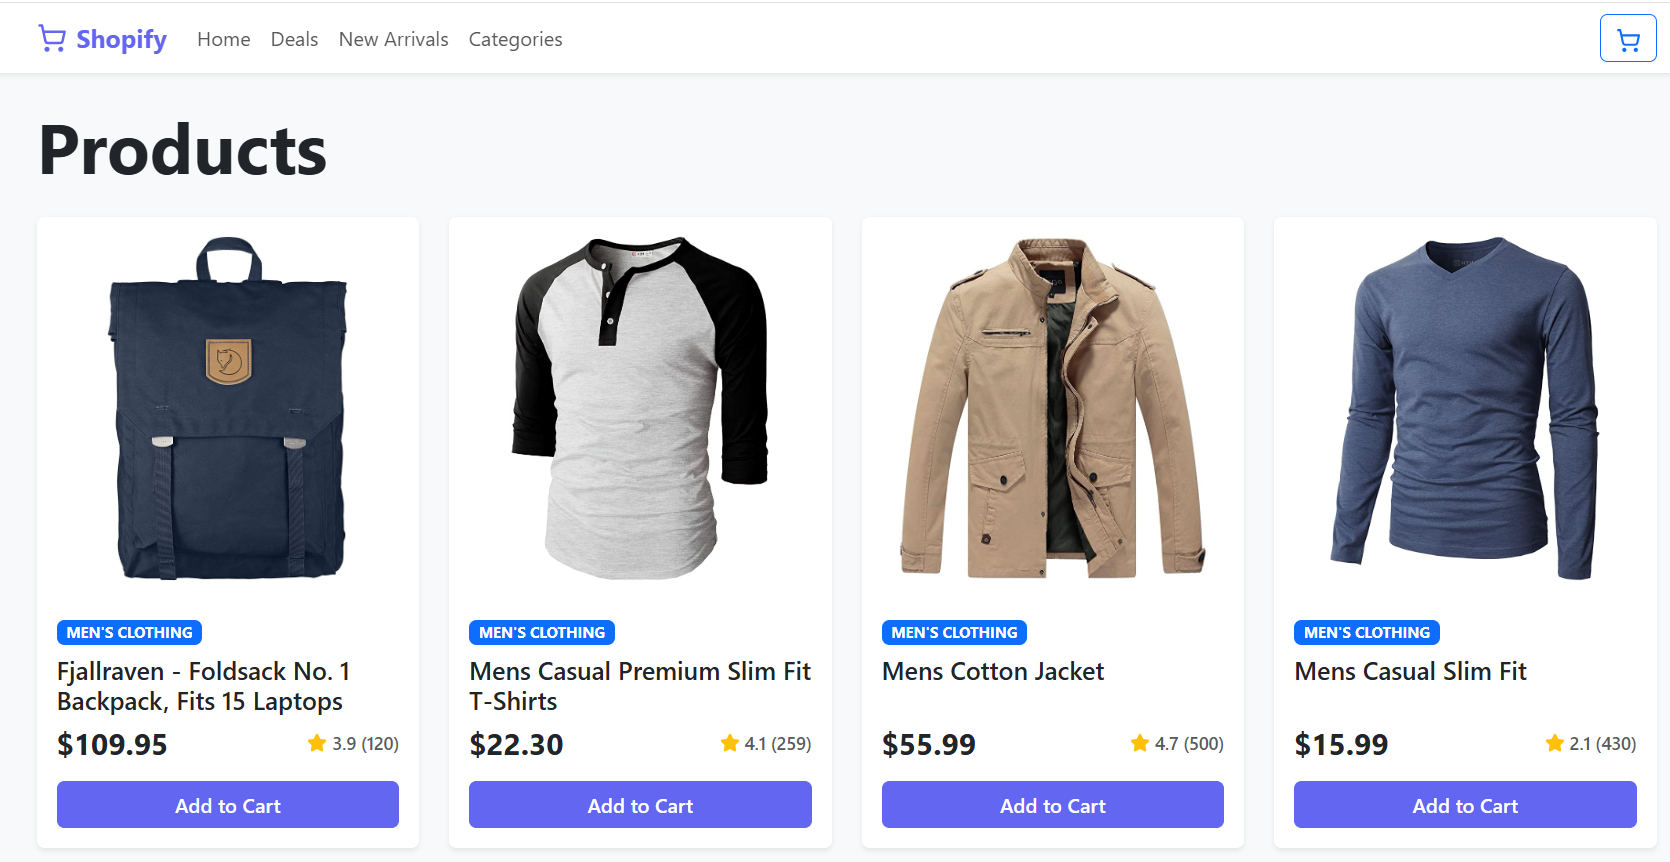 Shopify Home Deals New Arrivals Categories
Products
MEN'S CLOTHING
Fjallraven - Foldsack No. 1
Backpack, Fits 15 Laptops
$109.95 3.9 (120)
Add to Cart
MEN'S CLOTHING
Mens Casual Premium Slim Fit
T-Shirts
$22.30 4.1 (259)
Add to Cart
MEN'S CLOTHING
Mens Cotton Jacket
$55.99 4.7 (500)
Add to Cart
MEN'S CLOTHING
Mens Casual Slim Fit
$15.99 2.1 (430)
Add to Cart